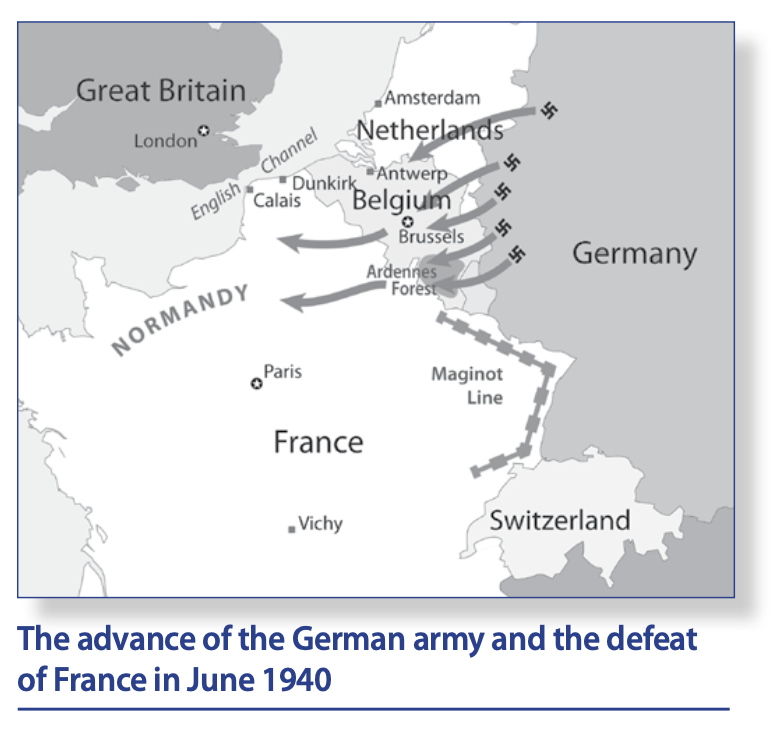 Great Britain
London
English Channel
Amsterdam
Netherlands
Antwerp
Dunkirk
Calais
Belgium
Brussels
Ardennes
Forest
Germany
NORMANDY
Paris
Maginot
Line
France
Vichy
Switzerland
The advance of the German army and the defeat
of France in June 1940